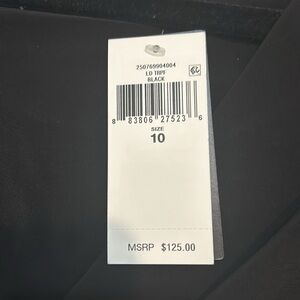 250769904004
LD TRPF
BLACK
8 83806 27523 6
SIZE
10
MSRP $125.00